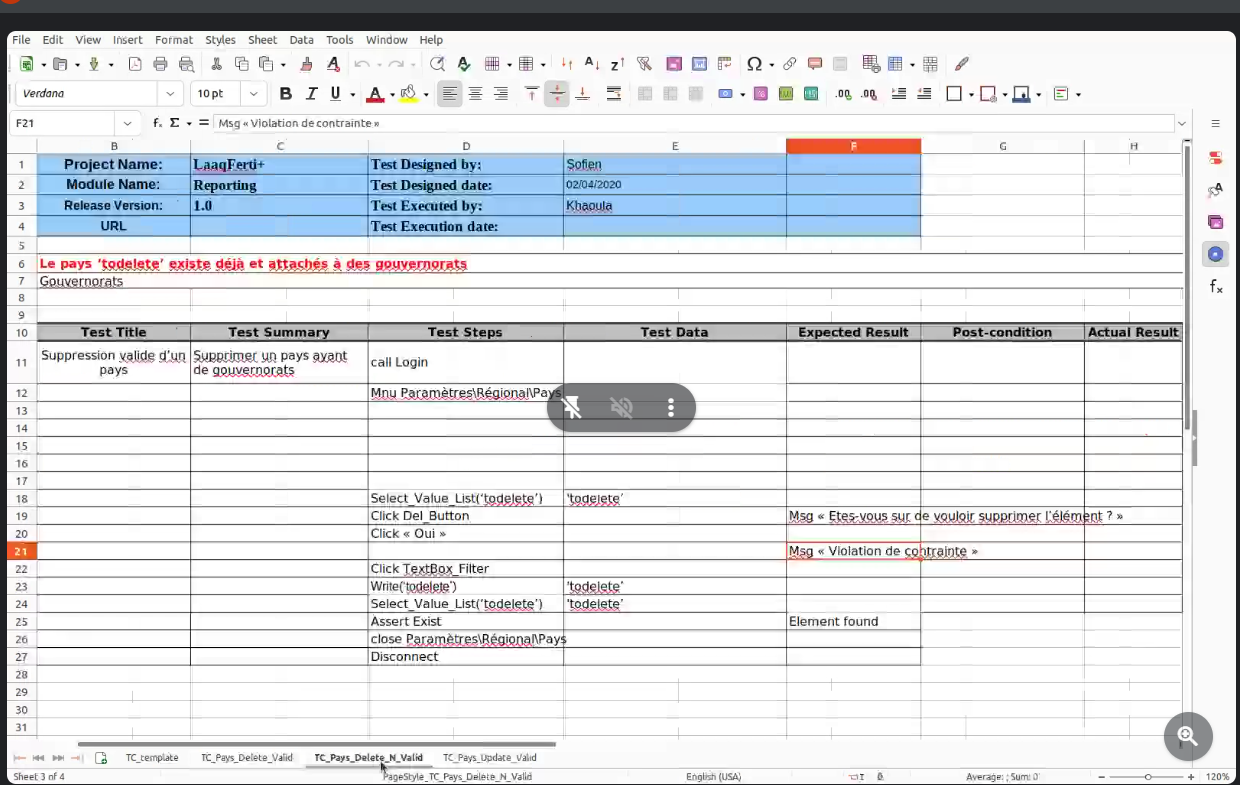 File Edit View Insert Format Styles Sheet Data Tools Window Help
Verdana 10 pt B I U A
F21 fx Σ = Msg « Violation de contrainte »
B C D E F G H
1 Project Name: LaaqFerti+ Test Designed by: Sofien
2 Module Name: Reporting Test Designed date: 02/04/2020
3 Release Version: 1.0 Test Executed by: Khaoula
4 URL Test Execution date:
5
6 Le pays ‘todelete’ existe déjà et attachés à des gouvernorats
7 Gouvernorats
8
9
10 Test Title Test Summary Test Steps Test Data Expected Result Post-condition Actual Result
11 Suppression valide d’un pays Supprimer un pays ayant de gouvernorats call Login
12 Mnu Paramètres\Régional\Pays
13
14
15
16
17
18 Select_Value_List(‘todelete’) 'todelete’
19 Click Del_Button Msg « Etes-vous sur de vouloir supprimer l’élément ? »
20 Click « Oui »
21 Msg « Violation de contrainte »
22 Click TextBox_Filter
23 Write(‘todelete’) 'todelete’
24 Select_Value_List(‘todelete’) 'todelete’
25 Assert Exist Element found
26 close Paramètres\Régional\Pays
27 Disconnect
28
29
30
31
TC_template TC_Pays_Delete_Valid TC_Pays_Delete_N_Valid TC_Pays_Update_Valid
Sheet 3 of 4 PageStyle_TC_Pays_Delete_N_Valid English (USA) Average: ; Sum: 0 120%